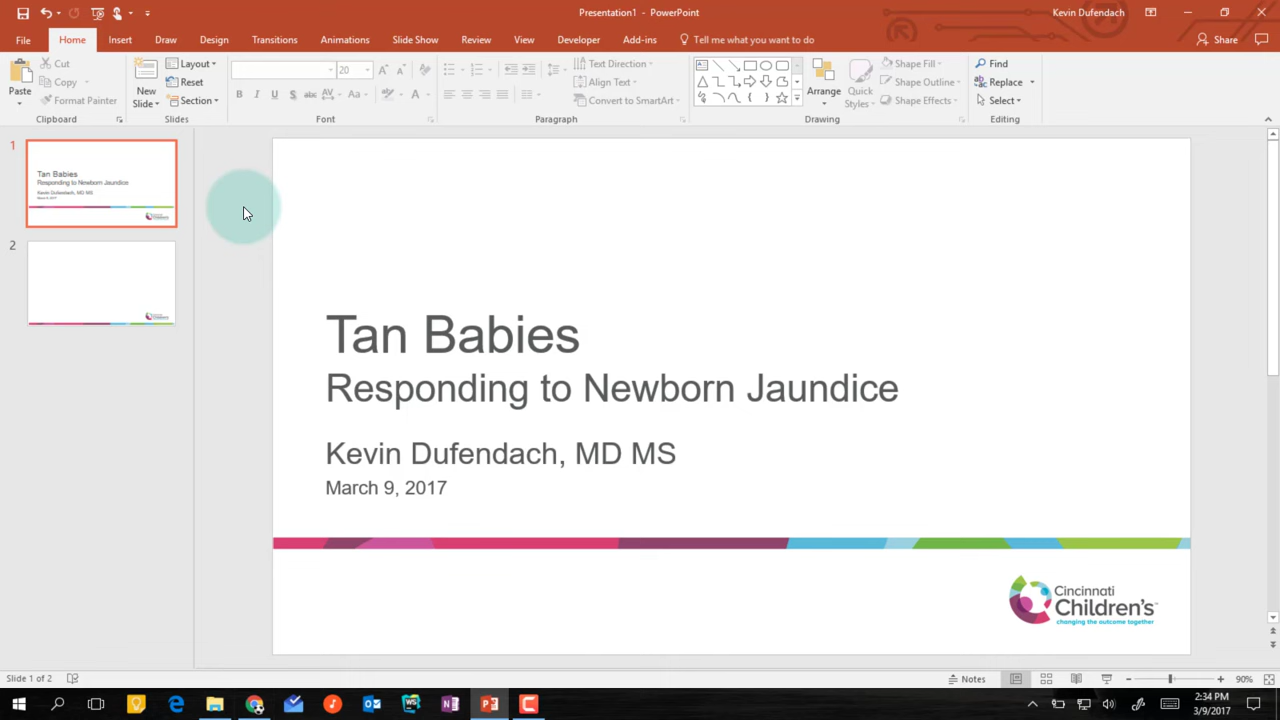 Presentation1 - PowerPoint
Kevin Dufendach
File
Home
Insert
Draw
Design
Transitions
Animations
Slide Show
Review
View
Developer
Add-ins
Tell me what you want to do
Share
Paste
Cut
Copy
Format Painter
Clipboard
New
Slide
Layout
Reset
Section
Slides
20
Font
Text Direction
Align Text
Convert to SmartArt
Paragraph
Arrange
Quick
Styles
Shape Fill
Shape Outline
Shape Effects
Drawing
Find
Replace
Select
Editing
1
Tan Babies
Responding to Newborn Jaundice
Kevin Dufendach, MD MS
March 9, 2017
2
Tan Babies
Responding to Newborn Jaundice
Kevin Dufendach, MD MS
March 9, 2017
Cincinnati
Children's
changing the outcome together
Slide 1 of 2
Notes
90%
2:34 PM
3/9/2017